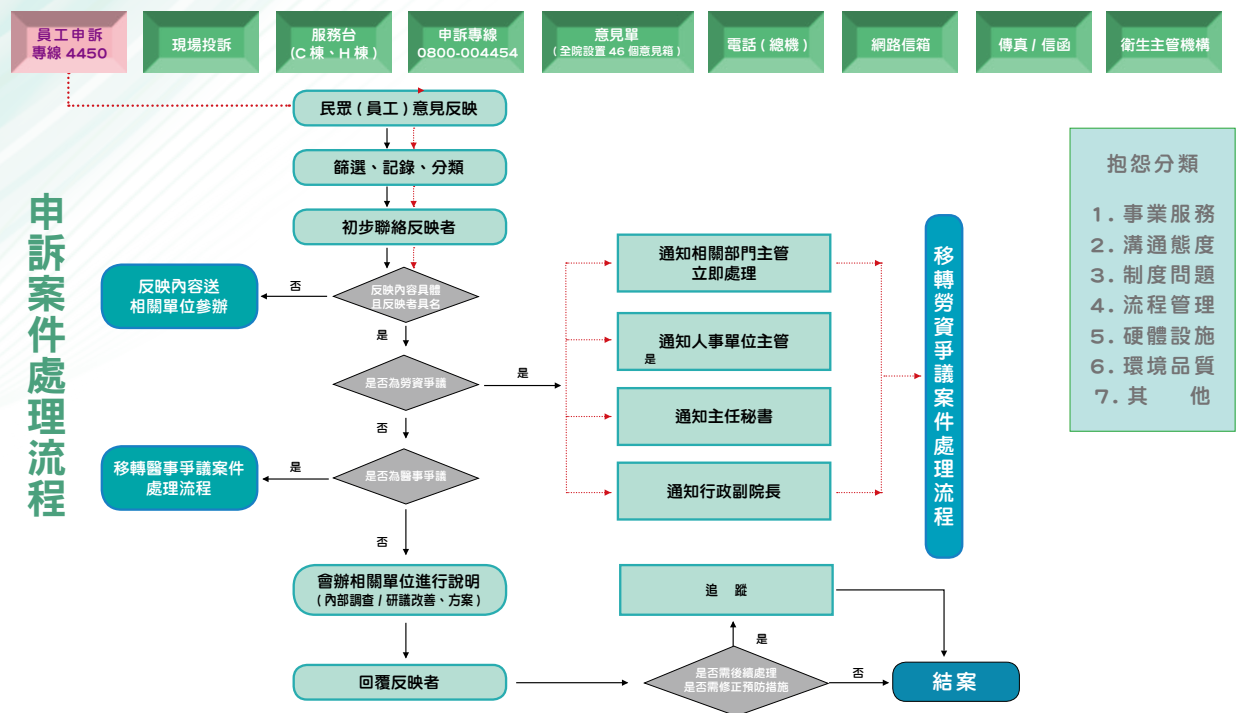 員工申訴
專線 4450
現場投訴
服務台
(C 棟、H 棟)
申訴專線
0800-004454
意見單
(全院設置 46 個意見箱)
電話(總機)
網路信箱
傳真 / 信函
衛生主管機構
申訴案件處理流程
民眾(員工)意見反映
篩選、記錄、分類
初步聯絡反映者
反映內容具體
且反映者具名
否
反映內容送
相關單位參辦
是
是否為勞資爭議
是
通知相關部門主管
立即處理
通知人事單位主管
是
通知主任秘書
通知行政副院長
移轉勞資爭議案件處理流程
否
是否為醫事爭議
是
移轉醫事爭議案件
處理流程
否
會辦相關單位進行說明
(內部調查 / 研議改善、方案)
回覆反映者
是否需後續處理
是否需修正預防措施
是
追 蹤
否
結案
抱怨分類
1. 事業服務
2. 溝通態度
3. 制度問題
4. 流程管理
5. 硬體設施
6. 環境品質
7. 其 他